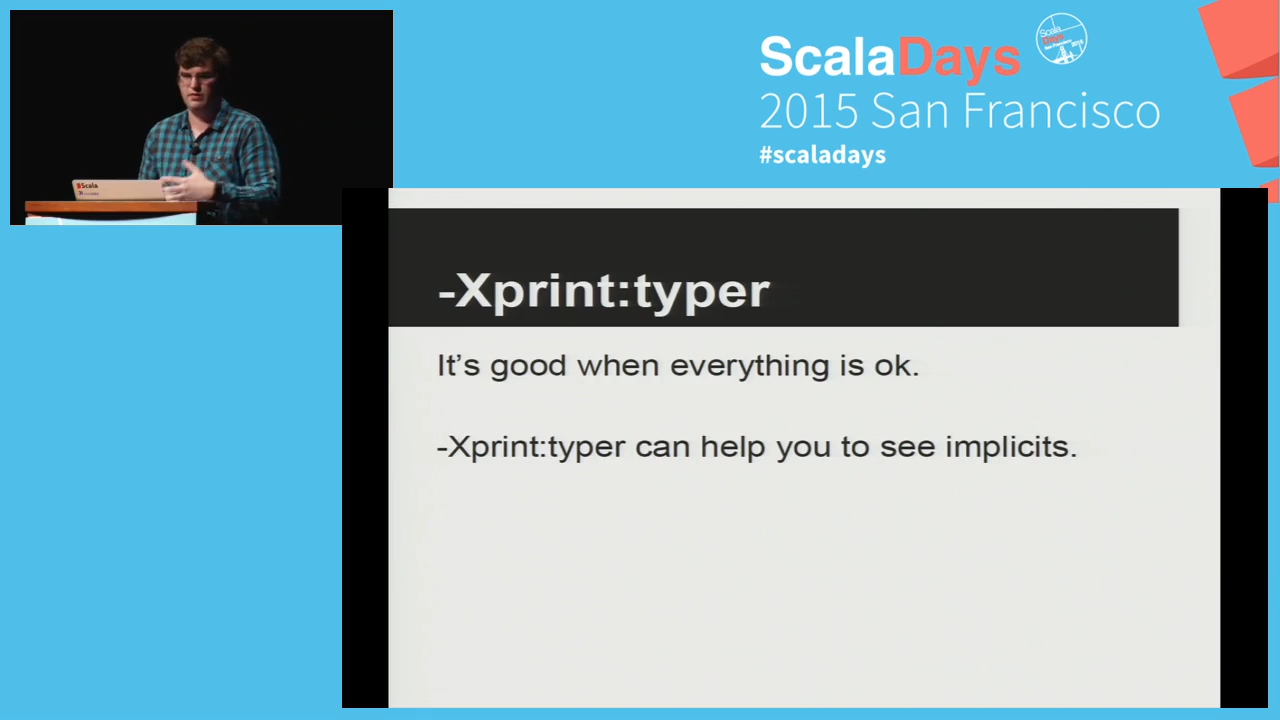 ScalaDays
2015 San Francisco
#scaladays
Scala
-Xprint:typer
It’s good when everything is ok.
-Xprint:typer can help you to see implicits.